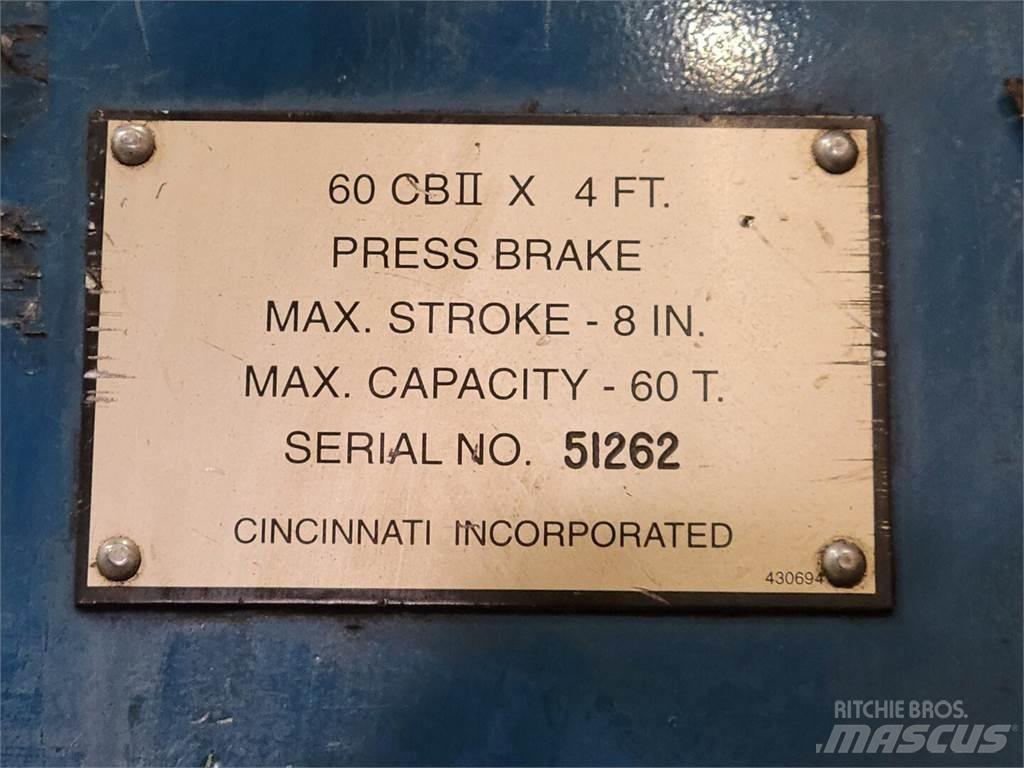 60 CBII X 4 FT.
PRESS BRAKE
MAX. STROKE - 8 IN.
MAX. CAPACITY - 60 T.
SERIAL NO. 51262
CINCINNATI INCORPORATED
430694
RITCHIE BROS.
MASCUS